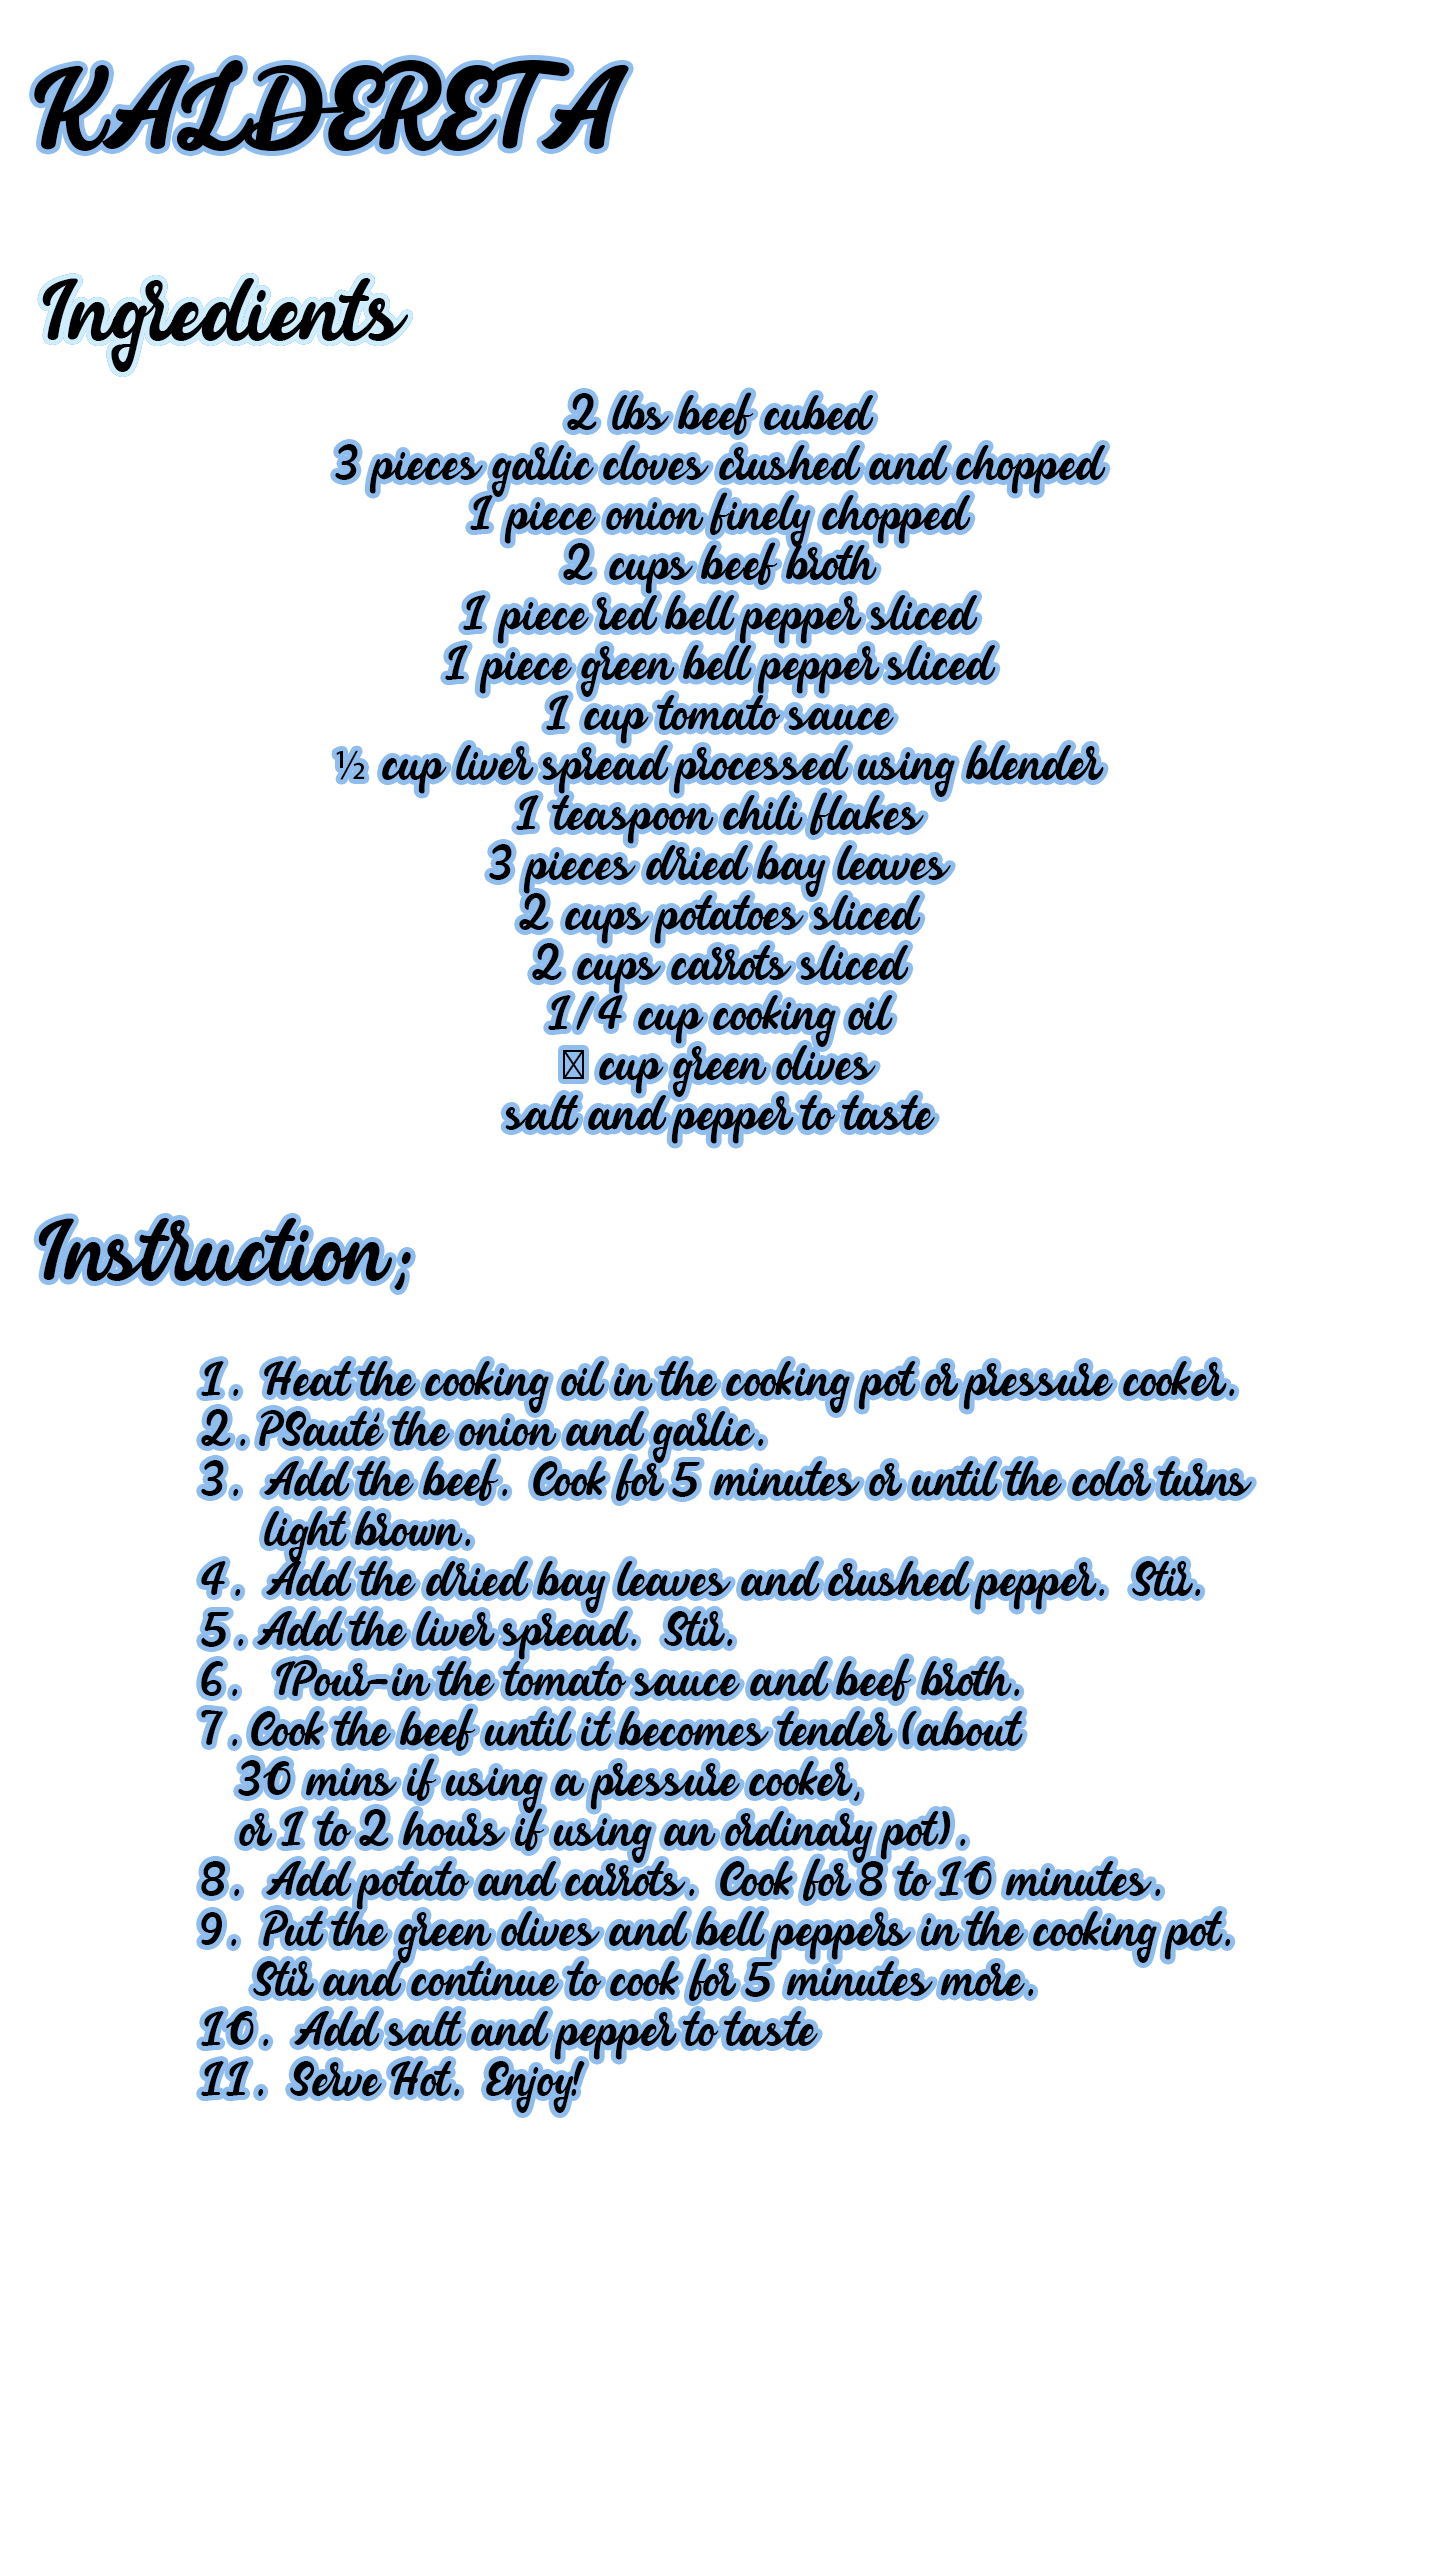 KALDERETA
Ingredients
2 lbs beef cubed
3 pieces garlic cloves crushed and chopped
1 piece onion finely chopped
2 cups beef broth
1 piece red bell pepper sliced
1 piece green bell pepper sliced
1 cup tomato sauce
½ cup liver spread processed using blender
1 teaspoon chili flakes
3 pieces dried bay leaves
2 cups potatoes sliced
2 cups carrots sliced
1/4 cup cooking oil
cup green olives
salt and pepper to taste
Instruction;
1. Heat the cooking oil in the cooking pot or pressure cooker.
2. PSauté the onion and garlic.
3. Add the beef. Cook for 5 minutes or until the color turns
light brown.
4. Add the dried bay leaves and crushed pepper. Stir.
5. Add the liver spread. Stir.
6. IPour-in the tomato sauce and beef broth.
7. Cook the beef until it becomes tender (about
30 mins if using a pressure cooker,
or 1 to 2 hours if using an ordinary pot).
8. Add potato and carrots. Cook for 8 to 10 minutes.
9. Put the green olives and bell peppers in the cooking pot.
Stir and continue to cook for 5 minutes more.
10. Add salt and pepper to taste
11. Serve Hot. Enjoy!